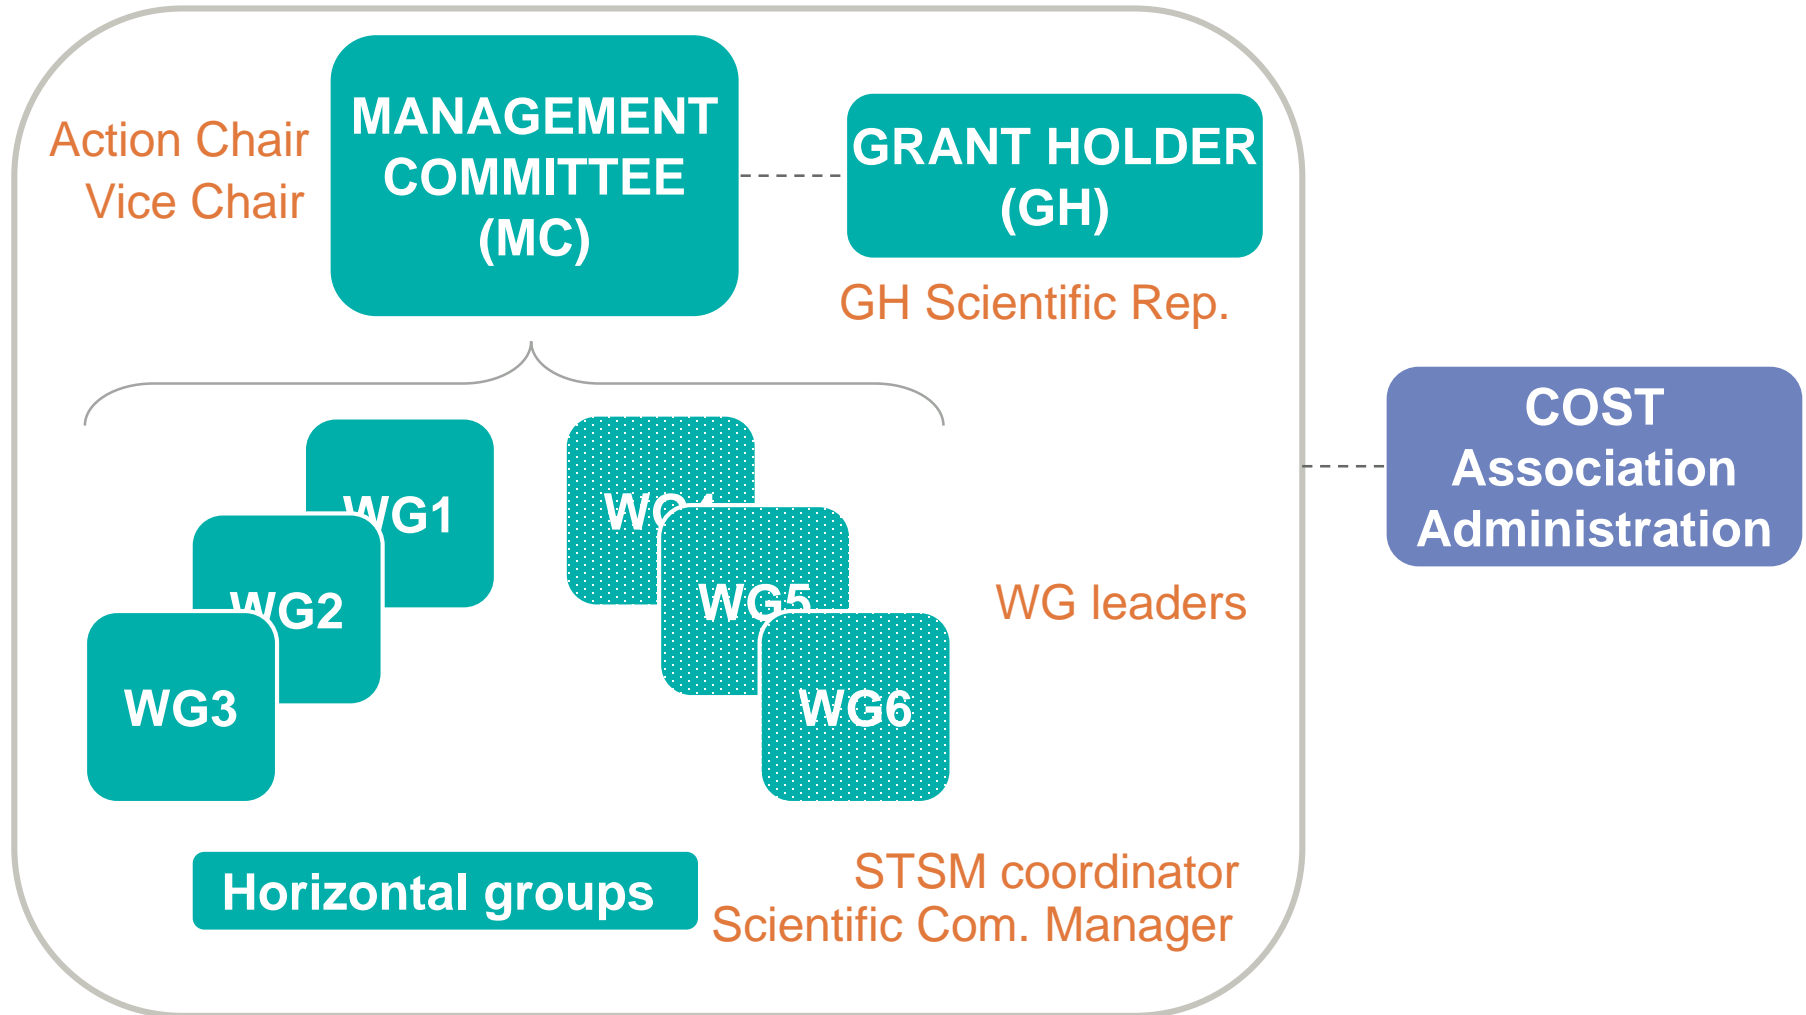 Action Chair
Vice Chair
MANAGEMENT
COMMITTEE
(MC)
GRANT HOLDER
(GH)
GH Scientific Rep.
COST
Association
Administration
WG1
WG2
WG3
WG5
WG6
WG leaders
Horizontal groups
STSM coordinator
Scientific Com. Manager